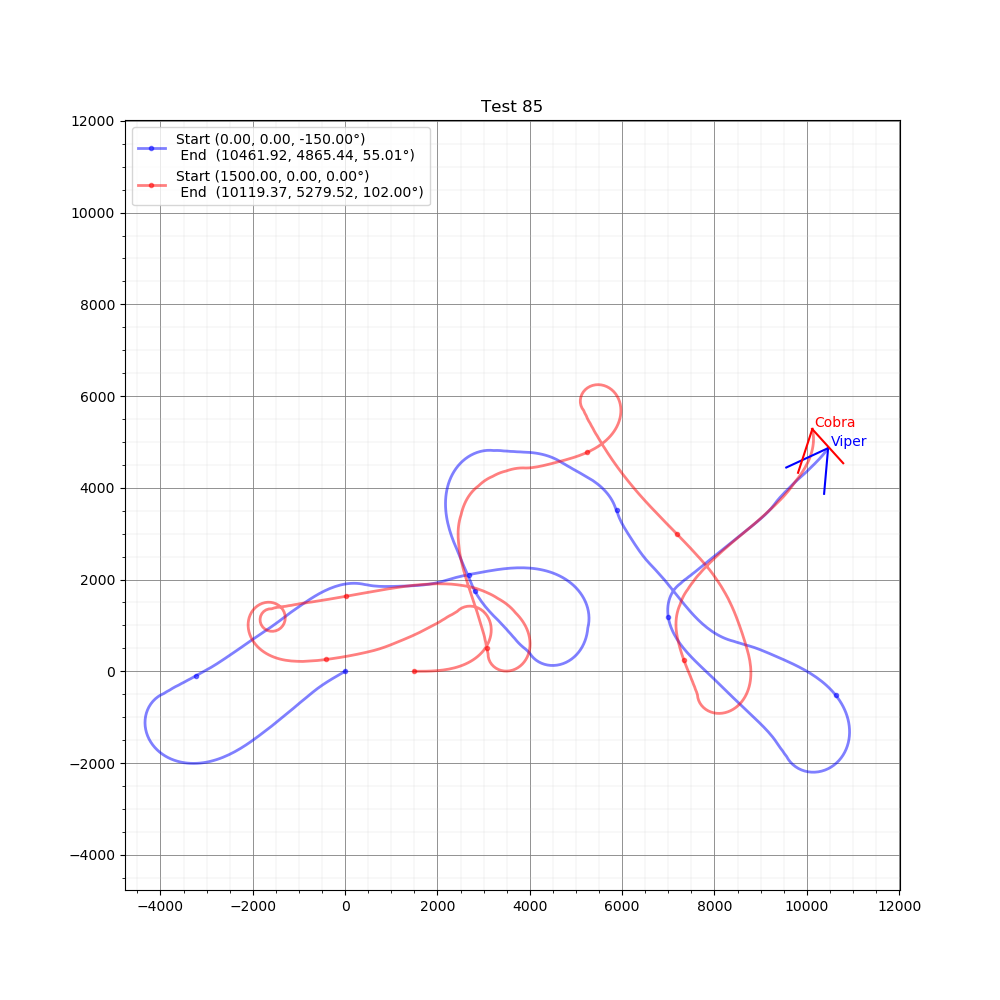 Test 85
Start (0.00, 0.00, -150.00°)
End (10461.92, 4865.44, 55.01°)
Start (1500.00, 0.00, 0.00°)
End (10119.37, 5279.52, 102.00°)
12000
10000
8000
6000
4000
2000
0
−2000
−4000
Cobra
Viper
−4000 −2000 0 2000 4000 6000 8000 10000 12000